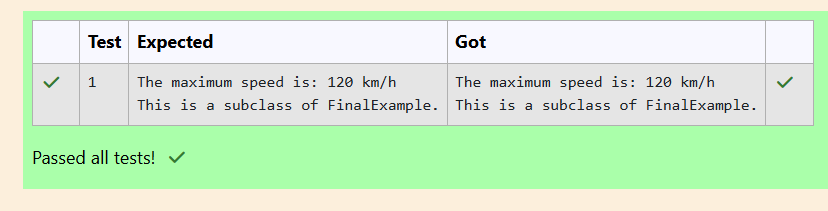 Test Expected Got
1 The maximum speed is: 120 km/h The maximum speed is: 120 km/h
This is a subclass of FinalExample. This is a subclass of FinalExample.
Passed all tests!